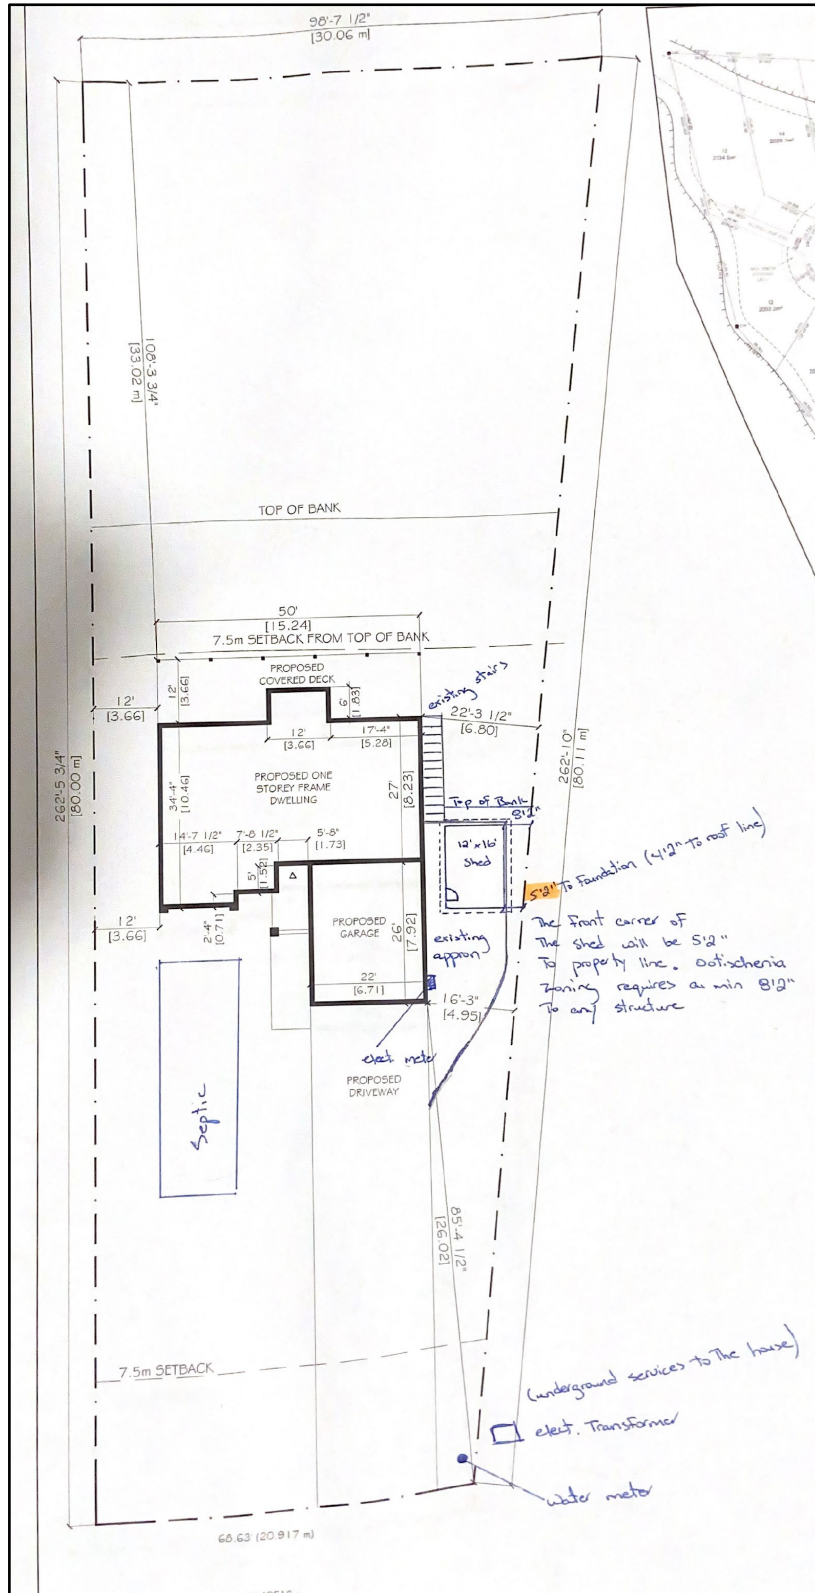 98'-7 1/2"
[30.06 m]
108'-3 3/4"
[33.02 m]
TOP OF BANK
50'
[15.24]
7.5m SETBACK FROM TOP OF BANK
PROPOSED
COVERED DECK
12'
[3.66]
6'
[1.83]
existing stairs
12'
[3.66]
22'-3 1/2"
[6.80]
12'
[3.66]
17'-4"
[5.28]
262'-5 3/4"
[80.00 m]
262'-10"
[80.11 m]
34'-4"
[10.46]
PROPOSED ONE
STOREY FRAME
DWELLING
27'
[8.23]
Top of Bank
8'2"
14'-7 1/2"
[4.46]
7'-8 1/2"
[2.35]
5'-8"
[1.73]
12'x16'
Shed
5'
[1.52]
5'2" To Foundation (4'2" to roof line)
2'-4"
[0.71]
12'
[3.66]
PROPOSED
GARAGE
26'
[7.92]
existing
appron
The front corner of
The shed will be 5'2"
To property line. Ootischenia
Zoning requires a min 8'2"
To any structure
22'
[6.71]
16'-3"
[4.95]
elect. meter
PROPOSED
DRIVEWAY
Septic
85'-4 1/2"
[26.02]
7.5m SETBACK
(underground services to The house)
elect. Transformer
water meter
68.63 (20.917 m)